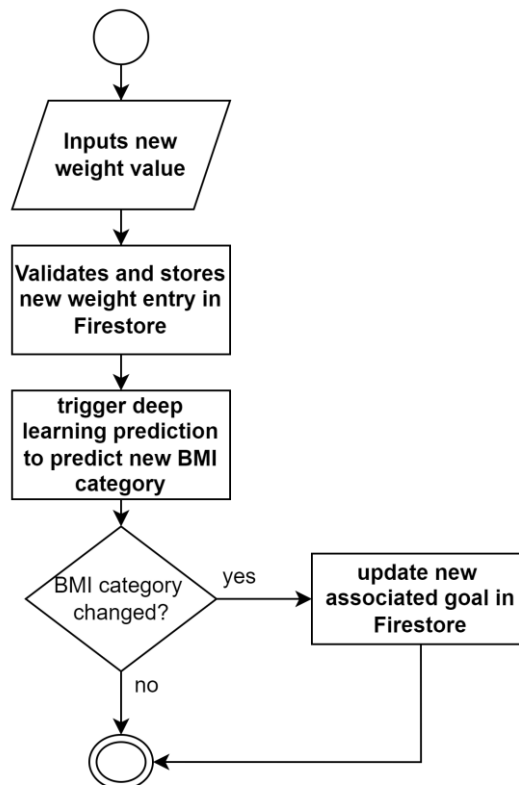 Inputs new
weight value
Validates and stores
new weight entry in
Firestore
trigger deep
learning prediction
to predict new BMI
category
BMI category
changed?
yes
update new
associated goal in
Firestore
no